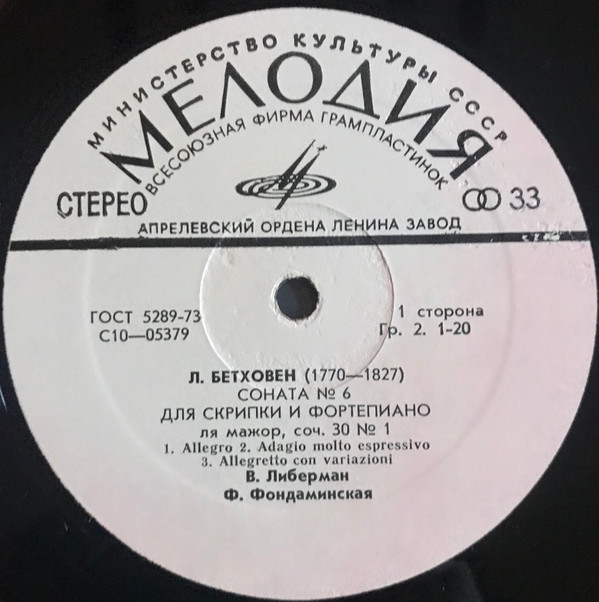 МИНИСТЕРСТВО КУЛЬТУРЫ СССР
МЕЛОДИЯ
ВСЕСОЮЗНАЯ ФИРМА ГРАМПЛАСТИНОК
СТЕРЕО
33
АПРЕЛЕВСКИЙ ОРДЕНА ЛЕНИНА ЗАВОД
ГОСТ 5289-73
С10—05379
1 сторона
Гр. 2. 1-20
Л. БЕТХОВЕН (1770—1827)
СОНАТА № 6
ДЛЯ СКРИПКИ И ФОРТЕПИАНО
ля мажор, соч. 30 № 1
1. Allegro 2. Adagio molto espressivo
3. Allegretto con variazioni
В. Либерман
Ф. Фондаминская